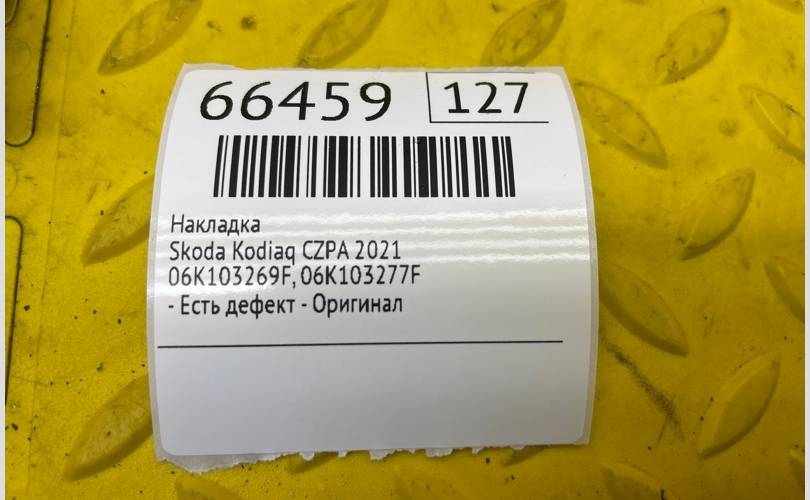 66459 127
Накладка
Skoda Kodiaq CZPA 2021
06K103269F, 06K103277F
- Есть дефект - Оригинал